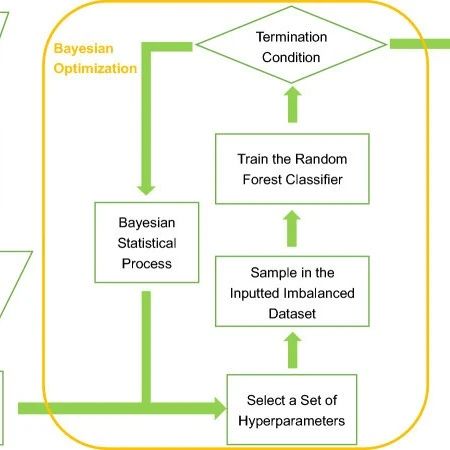 Bayesian
Optimization
Termination
Condition
Train the Random
Forest Classifier
Bayesian
Statistical
Process
Sample in the
Inputted Imbalanced
Dataset
Select a Set of
Hyperparameters